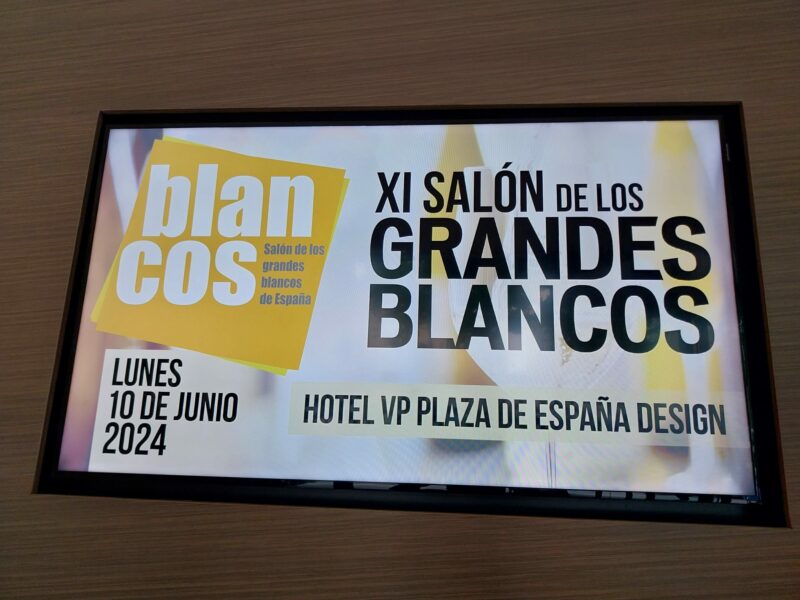 blan
cos
Salón de los
grandes
blancos
de España
XI SALÓN DE LOS
GRANDES
BLANCOS
LUNES
10 DE JUNIO
2024
HOTEL VP PLAZA DE ESPAÑA DESIGN